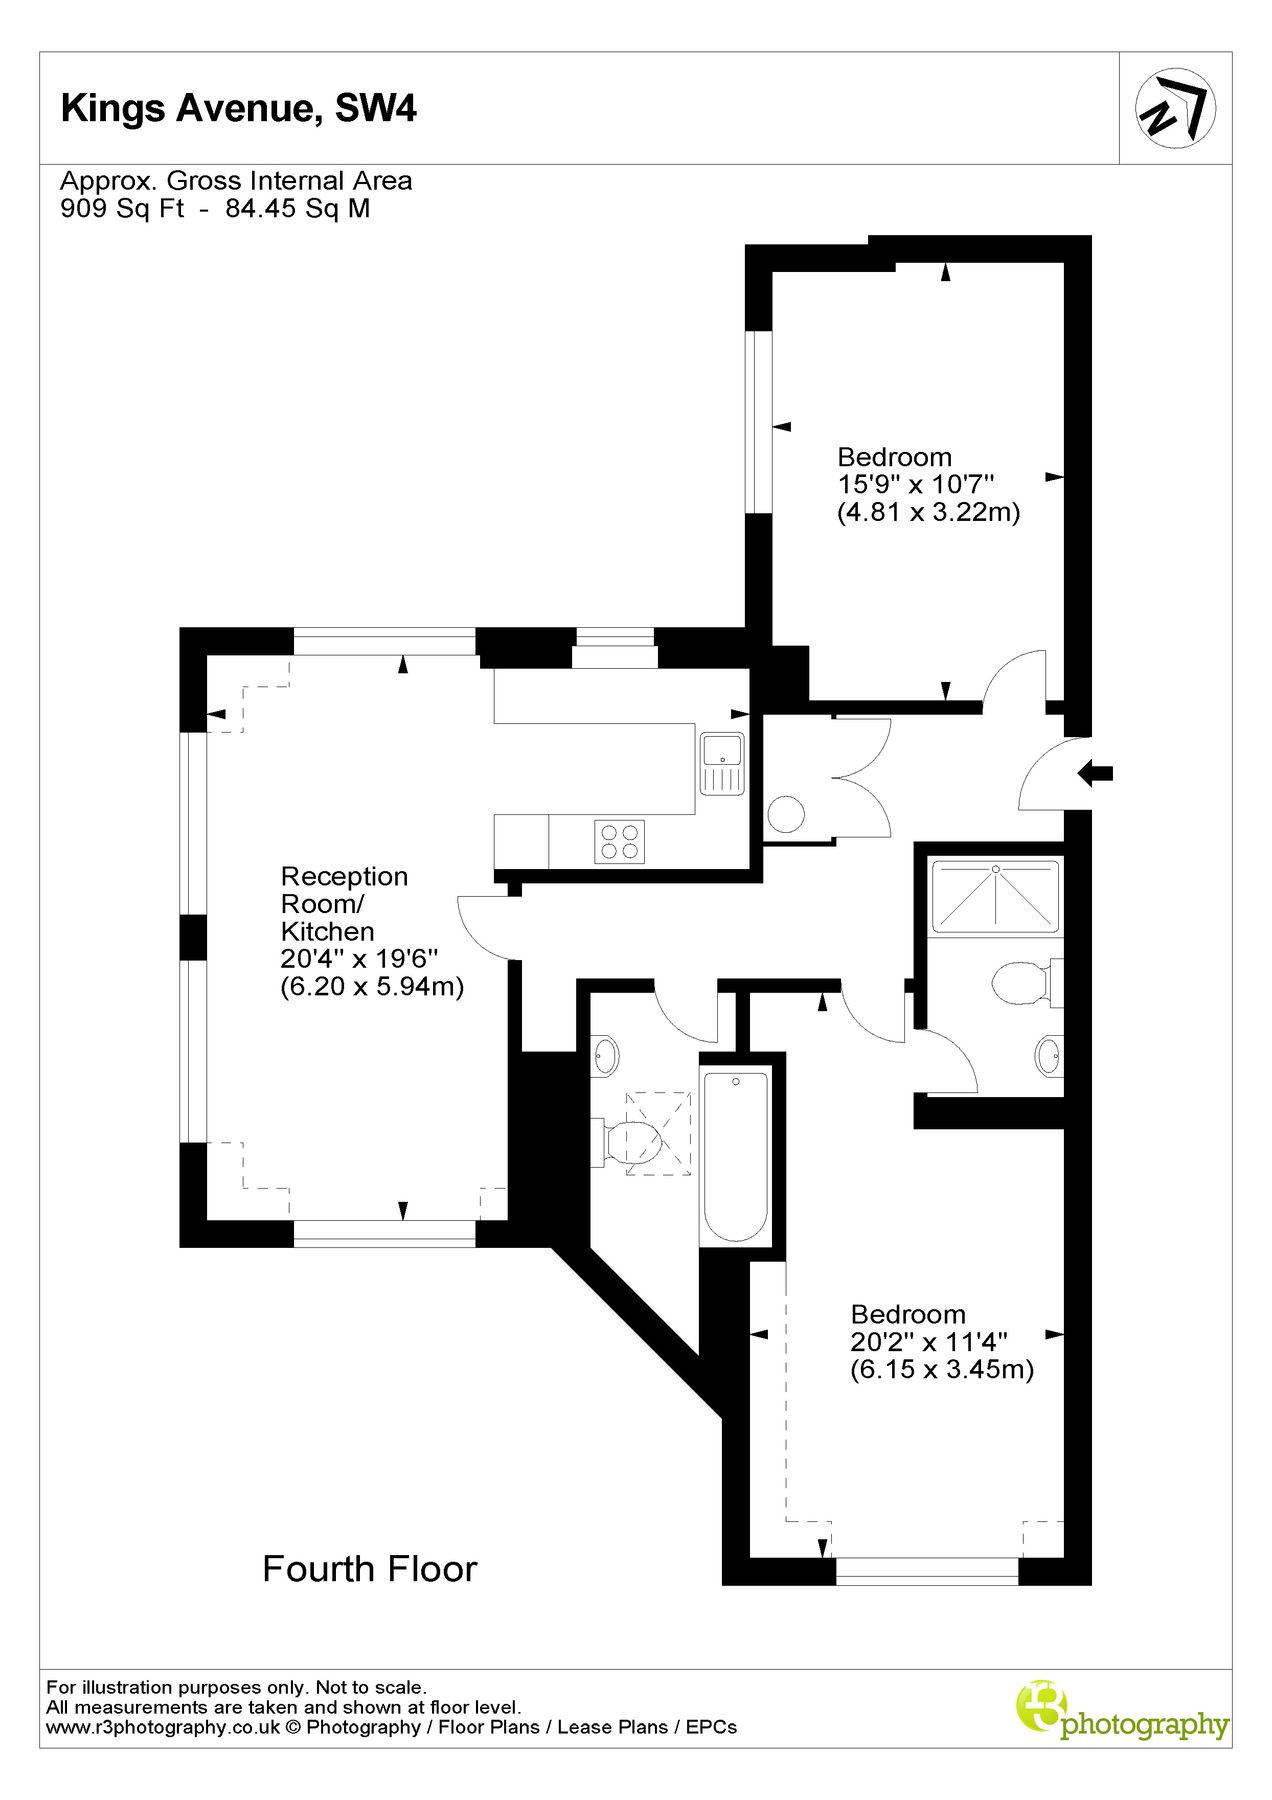 Kings Avenue, SW4
N
Approx. Gross Internal Area
909 Sq Ft - 84.45 Sq M
Bedroom
15'9" x 10'7"
(4.81 x 3.22m)
Reception
Room/
Kitchen
20'4" x 19'6"
(6.20 x 5.94m)
Bedroom
20'2" x 11'4"
(6.15 x 3.45m)
Fourth Floor
For illustration purposes only. Not to scale.
All measurements are taken and shown at floor level.
www.r3photography.co.uk © Photography / Floor Plans / Lease Plans / EPCs
r3photography